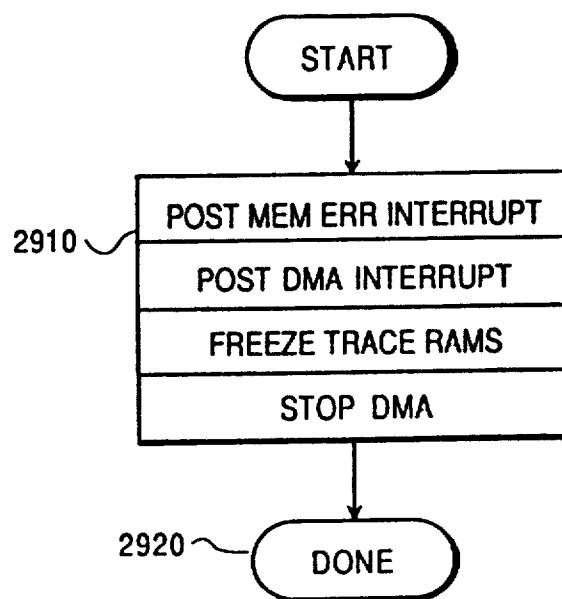 START
2910
POST MEM ERR INTERRUPT
POST DMA INTERRUPT
FREEZE TRACE RAMS
STOP DMA
2920
DONE